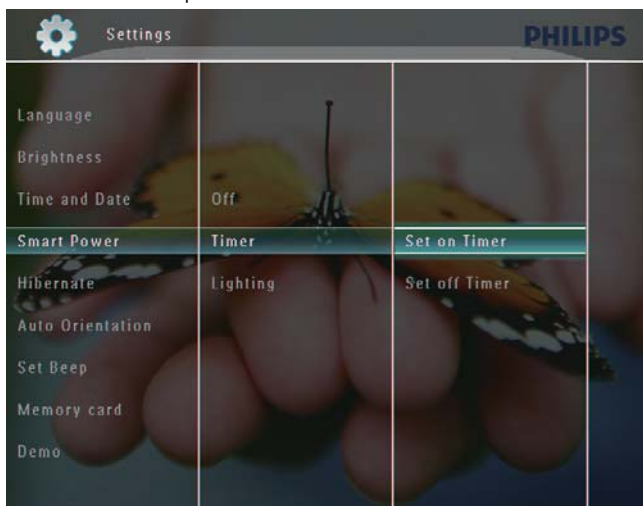 Settings
PHILIPS
Language
Brightness
Time and Date
Off
Smart Power
Timer
Set on Timer
Hibernate
Lighting
Set off Timer
Auto Orientation
Set Beep
Memory card
Demo